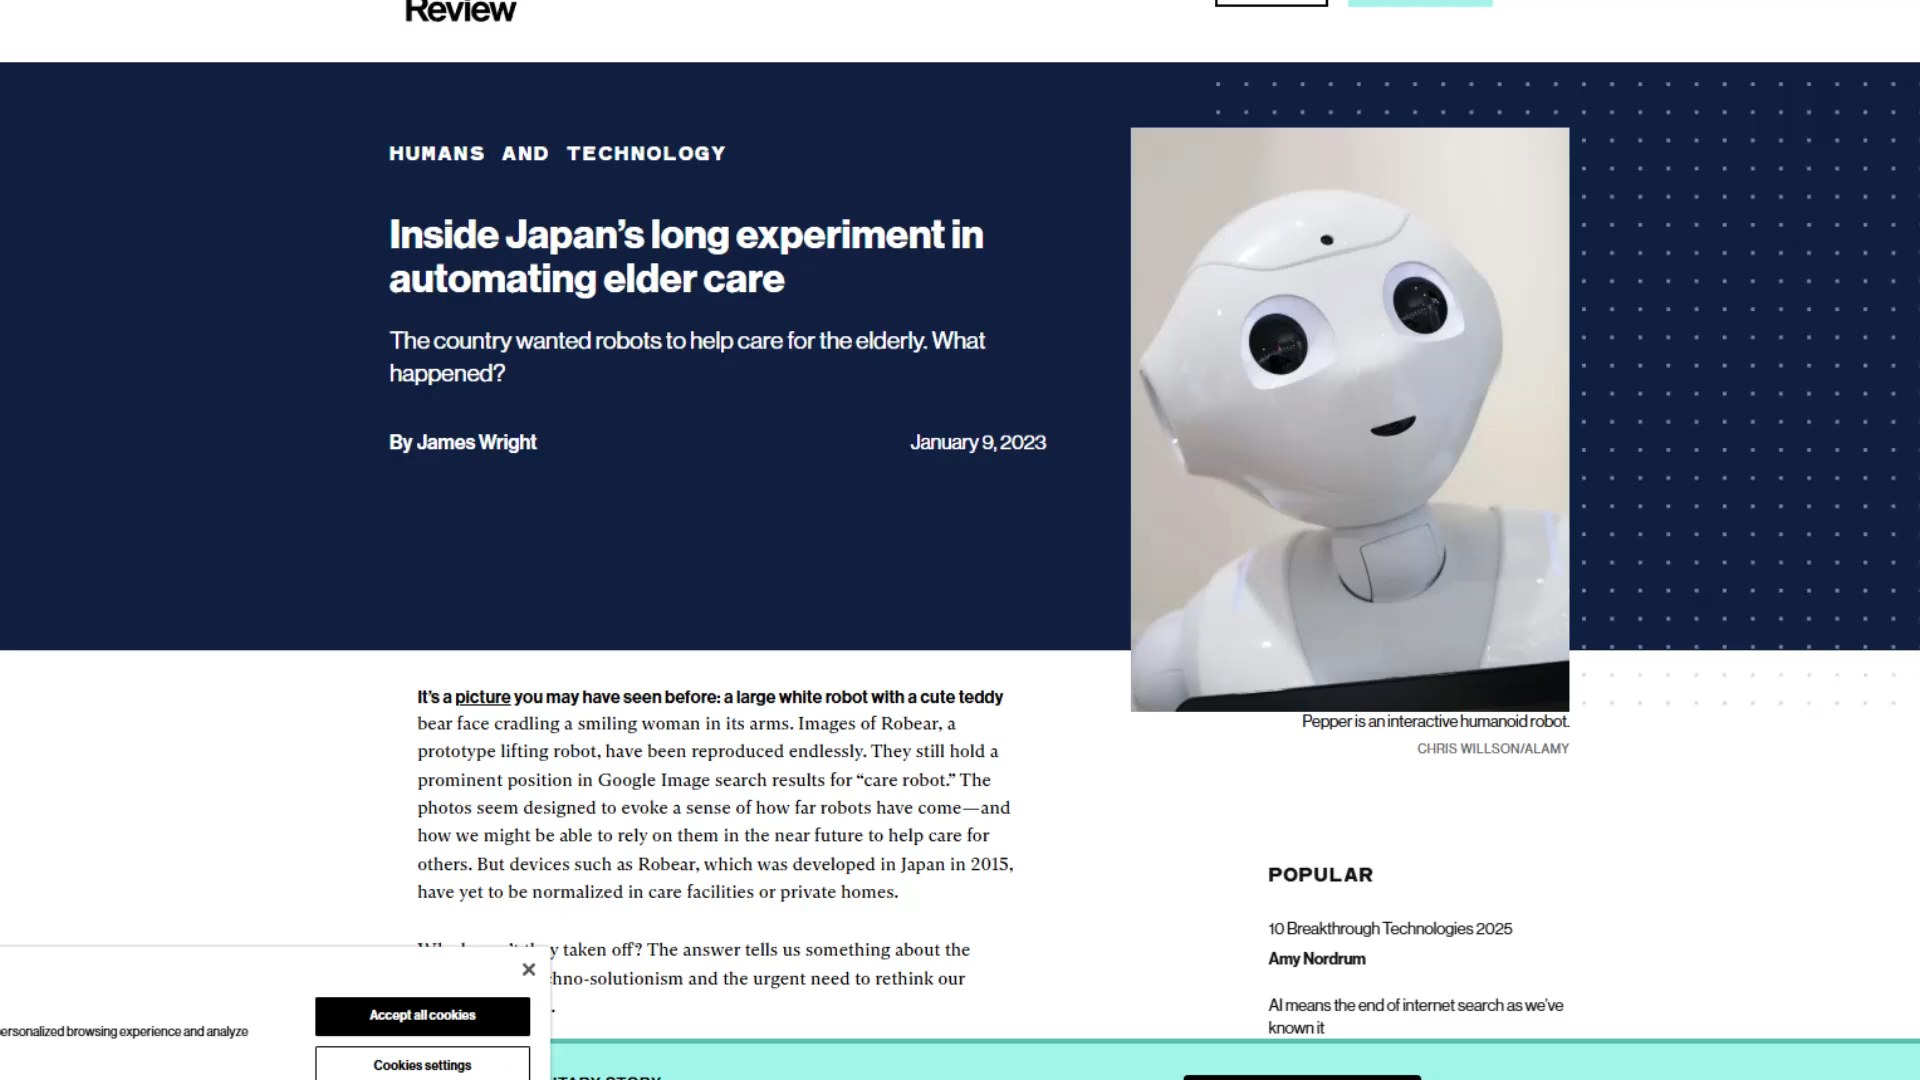 Review
HUMANS AND TECHNOLOGY
Inside Japan’s long experiment in
automating elder care
The country wanted robots to help care for the elderly. What
happened?
By James Wright
January 9, 2023
Pepper is an interactive humanoid robot.
CHRIS WILLSON/ALAMY
It’s a picture you may have seen before: a large white robot with a cute teddy
bear face cradling a smiling woman in its arms. Images of Robear, a
prototype lifting robot, have been reproduced endlessly. They still hold a
prominent position in Google Image search results for “care robot.” The
photos seem designed to evoke a sense of how far robots have come—and
how we might be able to rely on them in the near future to help care for
others. But devices such as Robear, which was developed in Japan in 2015,
have yet to be normalized in care facilities or private homes.
taken off? The answer tells us something about the
and the urgent need to rethink our
POPULAR
10 Breakthrough Technologies 2025
Amy Nordrum
AI means the end of internet search as we’ve
known it
personalized browsing experience and analyze
Accept all cookies
Cookies settings
STORY